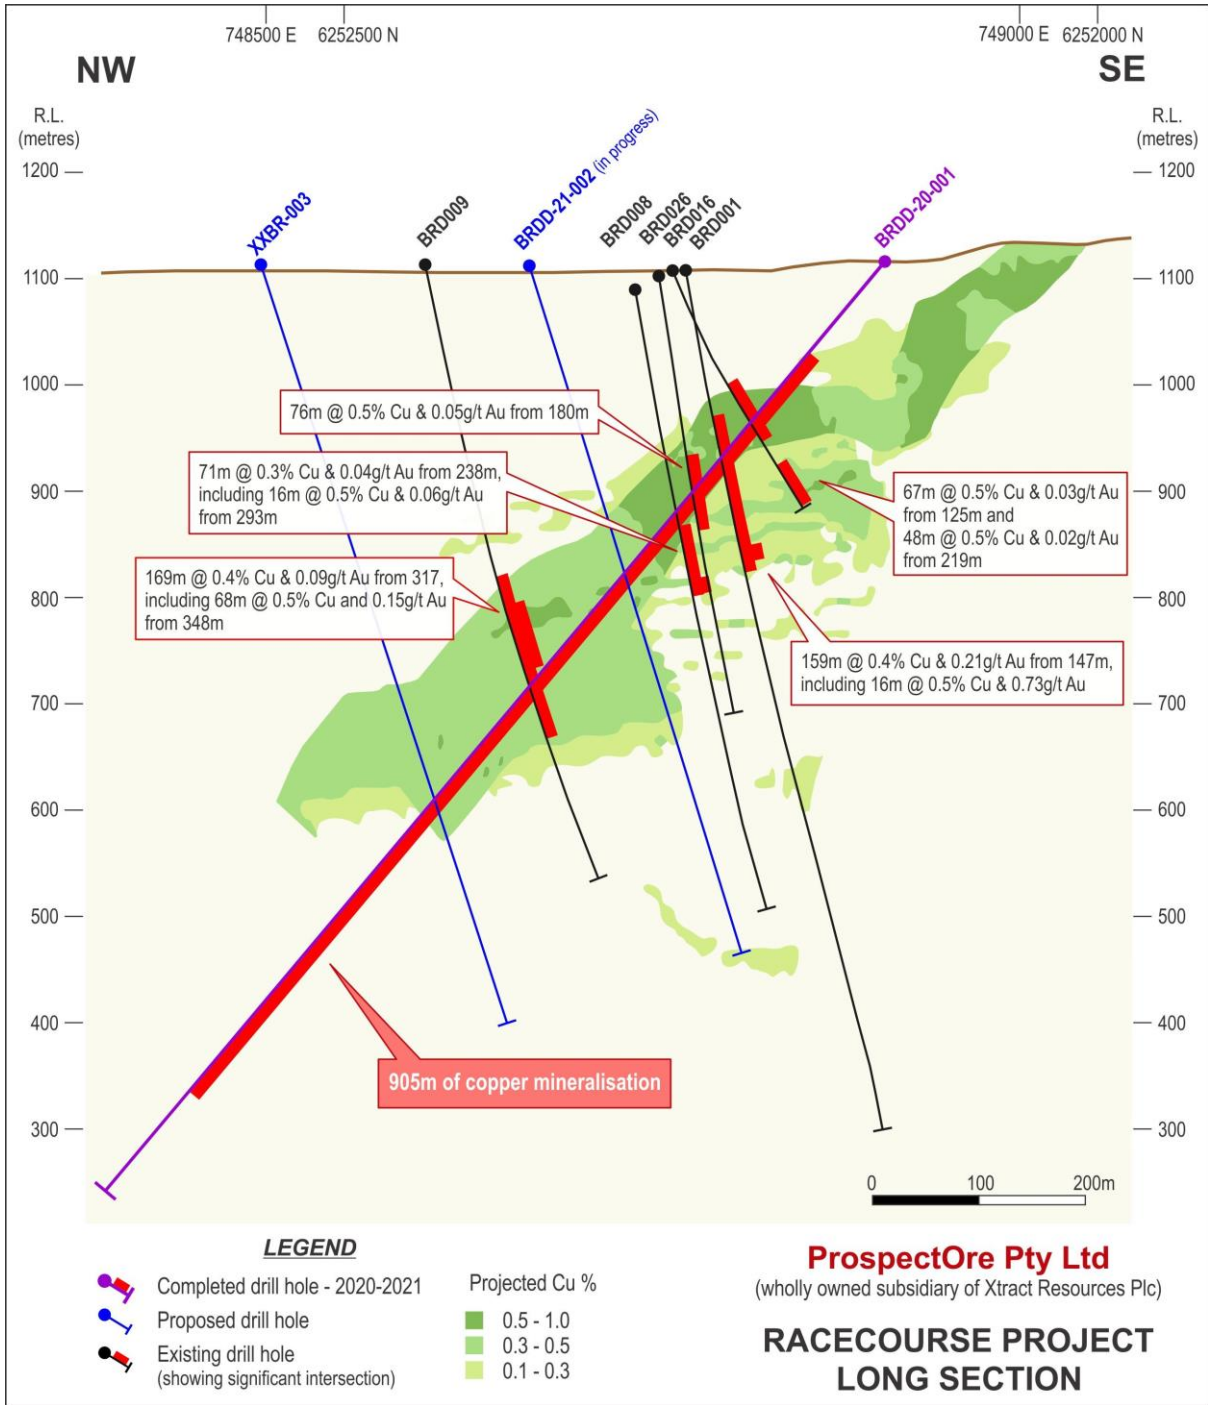 748500 E 6252500 N 749000 E 6252000 N
NW SE
R.L.
(metres)
R.L.
(metres)
1200
1100
1000
900
800
700
600
500
400
300
1200
1100
1000
900
800
700
600
500
400
300
XXBR-003
BRD009
BRDD-21-002 (in progress)
BRD008
BRD026
BRD016
BRD001
BRDD-20-001
76m @ 0.5% Cu & 0.05g/t Au from 180m
71m @ 0.3% Cu & 0.04g/t Au from 238m,
including 16m @ 0.5% Cu & 0.06g/t Au
from 293m
169m @ 0.4% Cu & 0.09g/t Au from 317,
including 68m @ 0.5% Cu and 0.15g/t Au
from 348m
67m @ 0.5% Cu & 0.03g/t Au
from 125m and
48m @ 0.5% Cu & 0.02g/t Au
from 219m
159m @ 0.4% Cu & 0.21g/t Au from 147m,
including 16m @ 0.5% Cu & 0.73g/t Au
905m of copper mineralisation
0 100 200m
LEGEND
Completed drill hole - 2020-2021
Proposed drill hole
Existing drill hole
(showing significant intersection)
Projected Cu %
0.5 - 1.0
0.3 - 0.5
0.1 - 0.3
ProspectOre Pty Ltd
(wholly owned subsidiary of Xtract Resources Plc)
RACECOURSE PROJECT
LONG SECTION